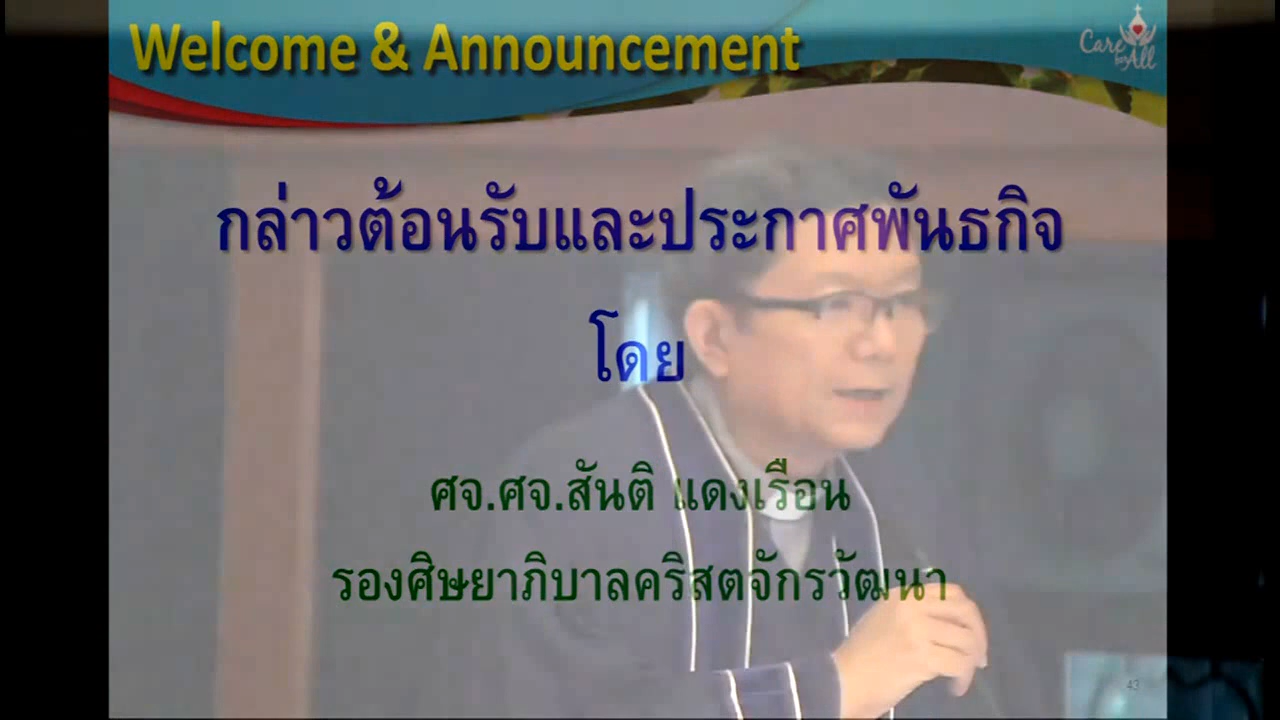 Welcome & Announcement
Care
for
All
กล่าวต้อนรับและประกาศพันธกิจ
โดย
ศจ.ศจ.สันติ แดงเรือน
รองศิษยาภิบาลคริสตจักรวัฒนา
43